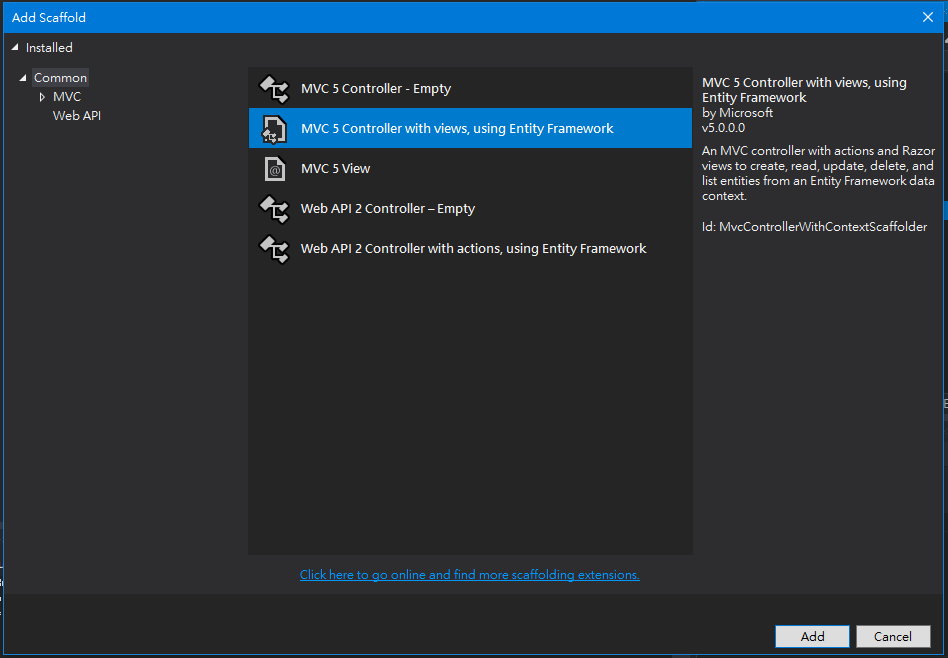 Add Scaffold
Installed
Common
MVC
Web API
MVC 5 Controller - Empty
MVC 5 Controller with views, using Entity Framework
MVC 5 View
Web API 2 Controller – Empty
Web API 2 Controller with actions, using Entity Framework
Click here to go online and find more scaffolding extensions.
MVC 5 Controller with views, using
Entity Framework
by Microsoft
v5.0.0.0
An MVC controller with actions and Razor
views to create, read, update, delete, and
list entities from an Entity Framework data
context.
Id: MvcControllerWithContextScaffolder
Add
Cancel